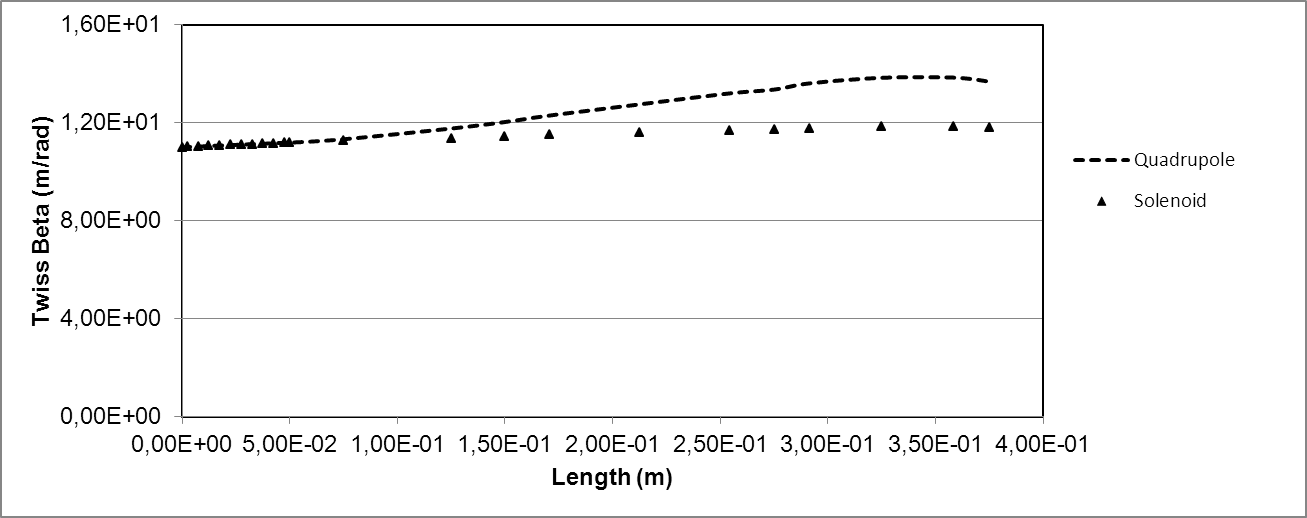 1,60E+01
1,20E+01
8,00E+00
4,00E+00
0,00E+00
Twiss Beta (m/rad)
0,00E+00 5,00E-02 1,00E-01 1,50E-01 2,00E-01 2,50E-01 3,00E-01 3,50E-01 4,00E-01
Length (m)
Quadrupole
Solenoid